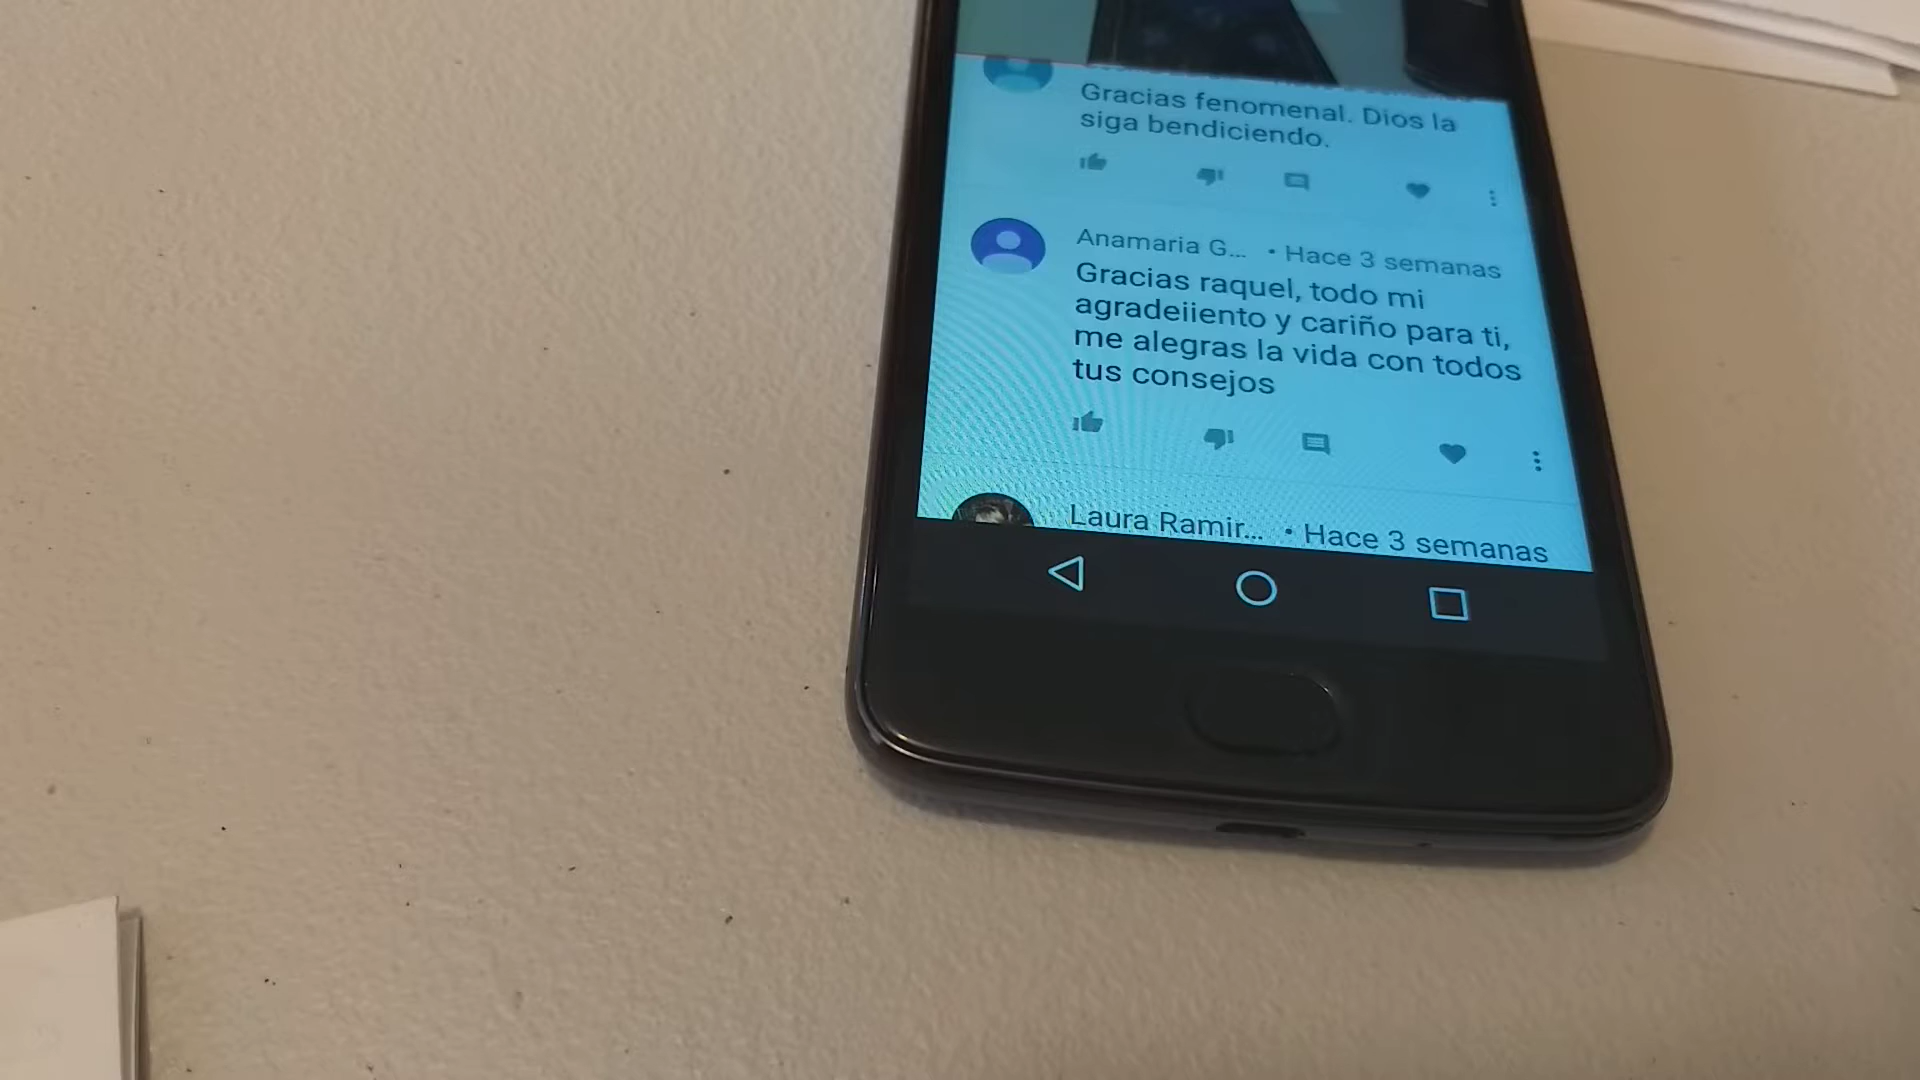 Gracias fenomenal. Dios la
siga bendiciendo.
Anamaria G... • Hace 3 semanas
Gracias raquel, todo mi
agradeiiento y cariño para ti,
me alegras la vida con todos
tus consejos
Laura Ramir... • Hace 3 semanas